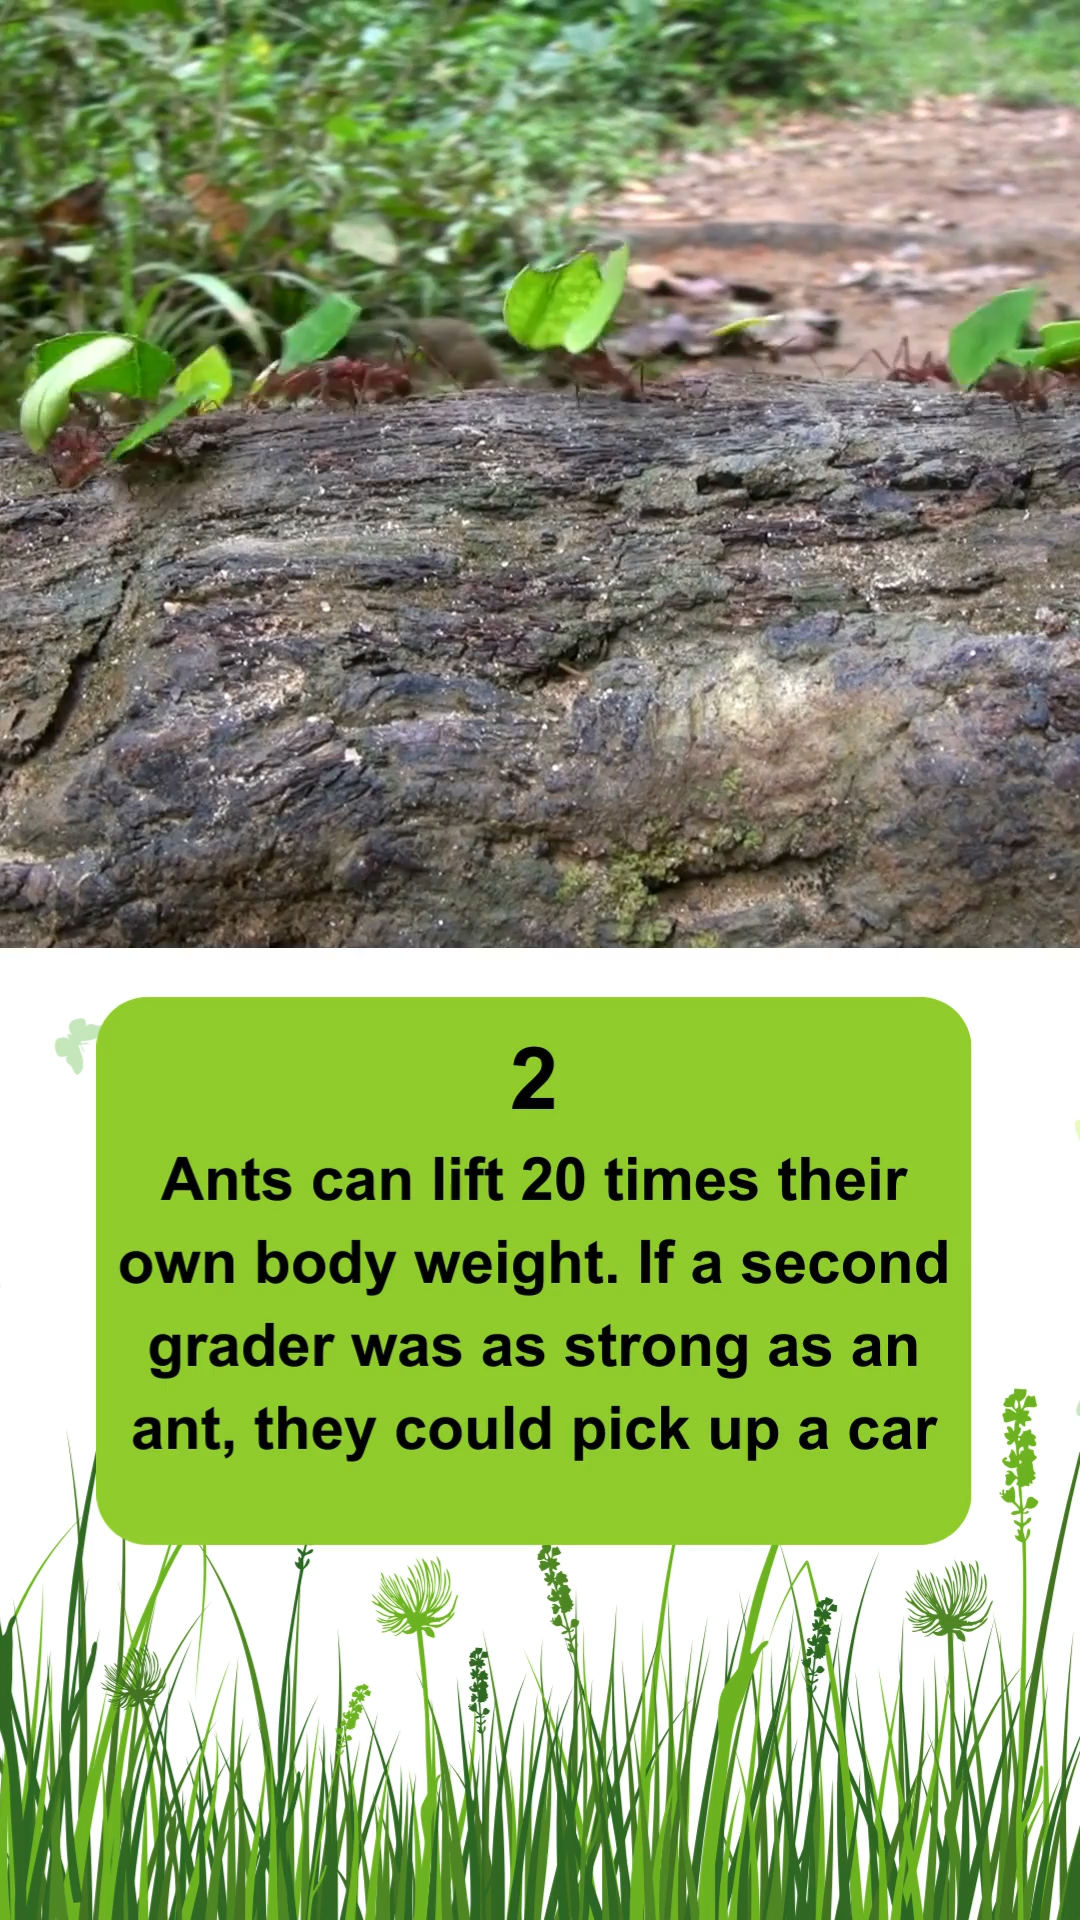 2
Ants can lift 20 times their
own body weight. If a second
grader was as strong as an
ant, they could pick up a car